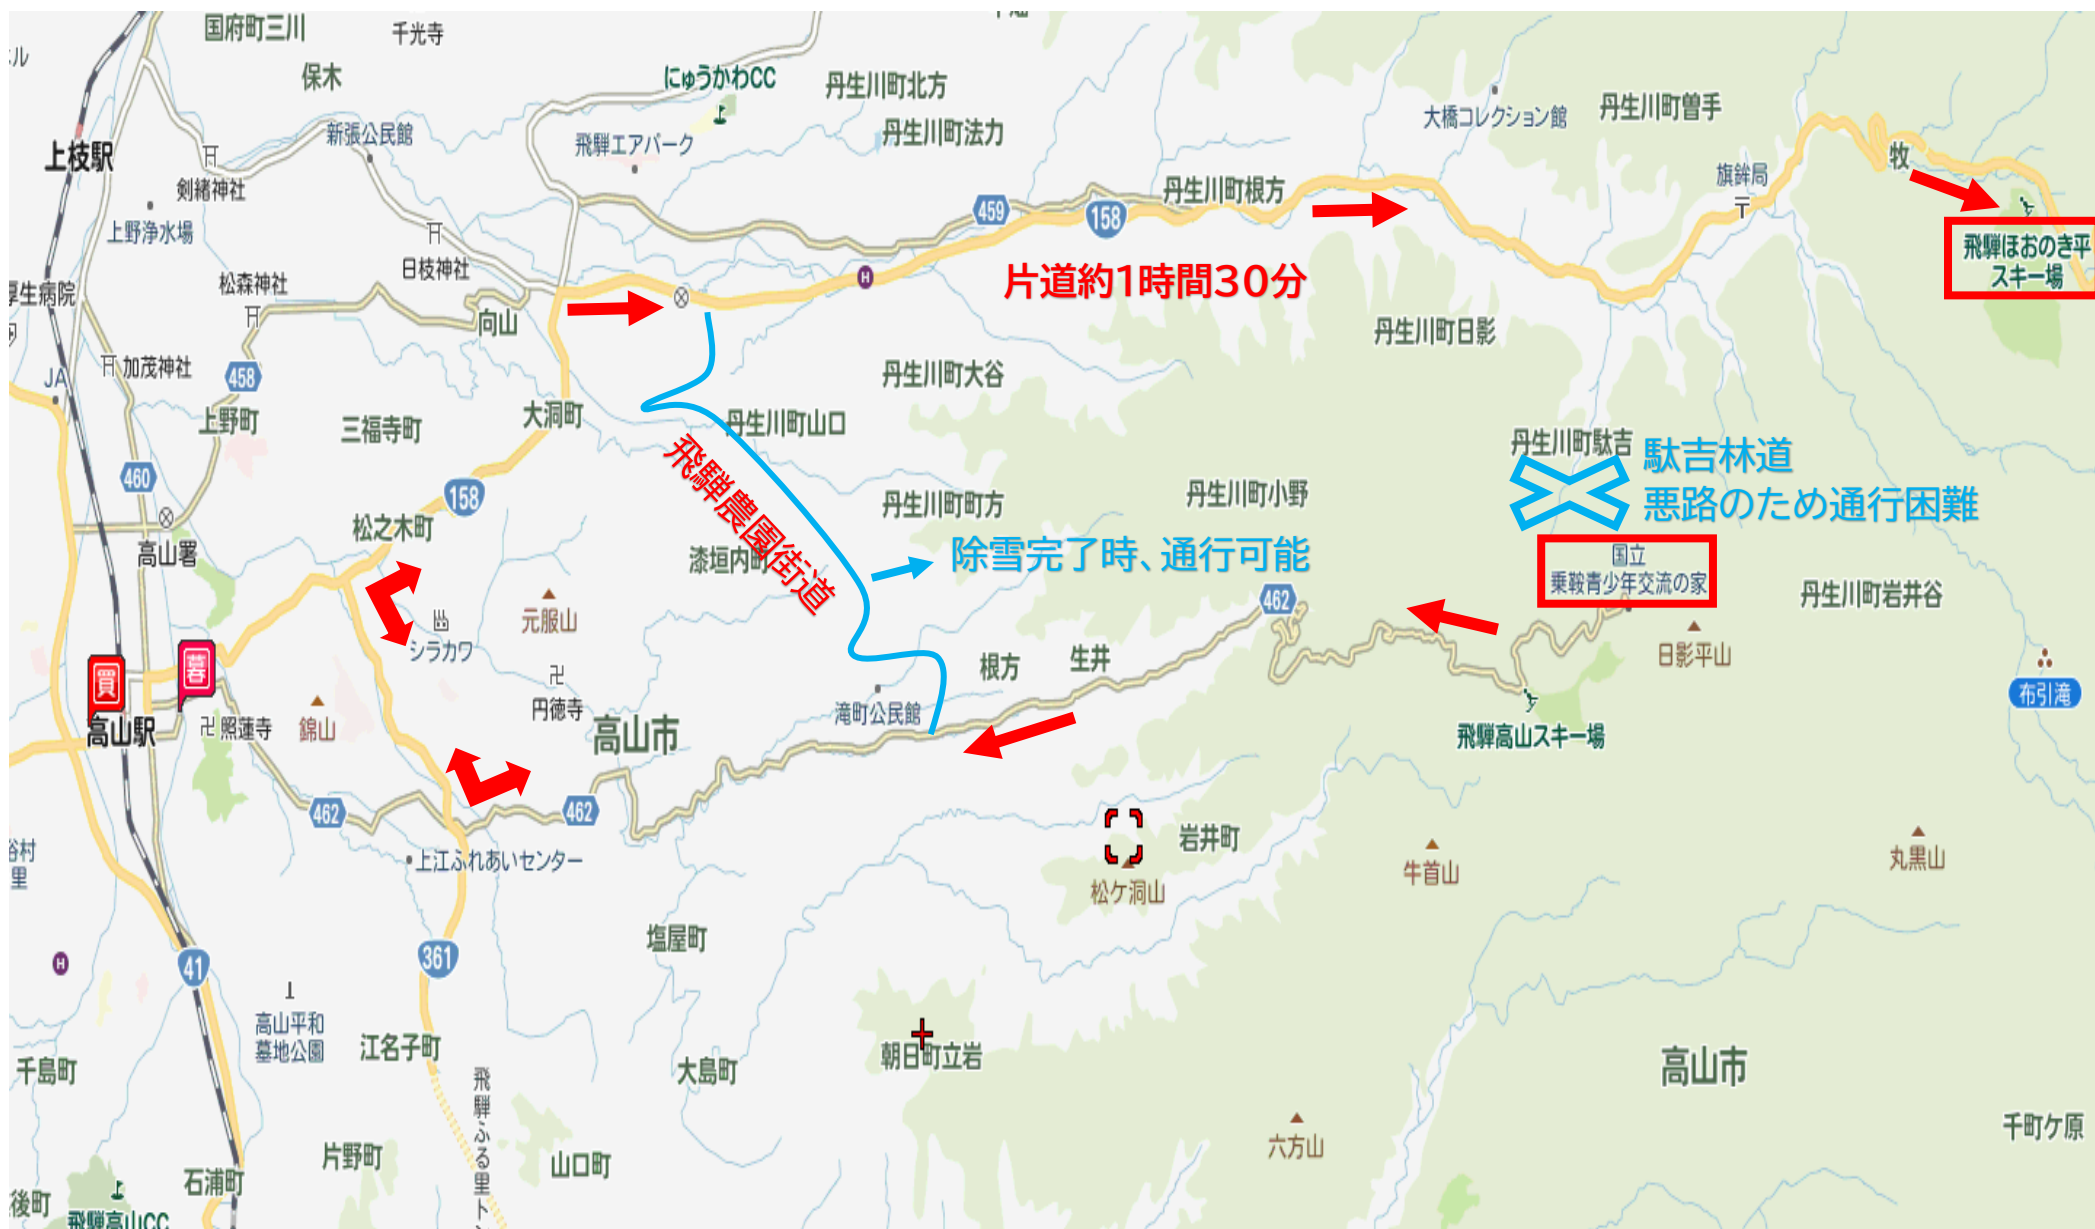 国府町三川
千光寺
保木
にゅうかわCC
丹生川町北方
大橋コレクション館
丹生川町曽手
新張公民館
飛騨エアパーク
丹生川町法力
上枝駅
剣緒神社
牧
旗鉾局
丹生川町根方
459
158
上野浄水場
日枝神社
飛騨ほおのき平
スキー場
松森神社
片道約1時間30分
向山
丹生川町日影
加茂神社
JA
458
丹生川町大谷
上野町
三福寺町
大洞町
丹生川町山口
丹生川町駄吉
駄吉林道
悪路のため通行困難
460
158
飛騨農園街道
丹生川町町方
丹生川町小野
松之木町
高山署
漆垣内町
除雪完了時、通行可能
国立
乗鞍青少年交流の家
丹生川町岩井谷
462
元服山
シラカワ
根方
生井
日影平山
買
暮
布引滝
円徳寺
滝町公民館
高山駅
照蓮寺
錦山
高山市
飛騨高山スキー場
462
462
岩井町
上江ふれあいセンター
松ケ洞山
牛首山
丸黒山
塩屋町
361
41
高山平和
墓地公園
江名子町
千島町
大島町
朝日町立岩
高山市
飛騨ふる里ト
六方山
千町ケ原
片野町
山口町
石浦町
飛騨高山CC